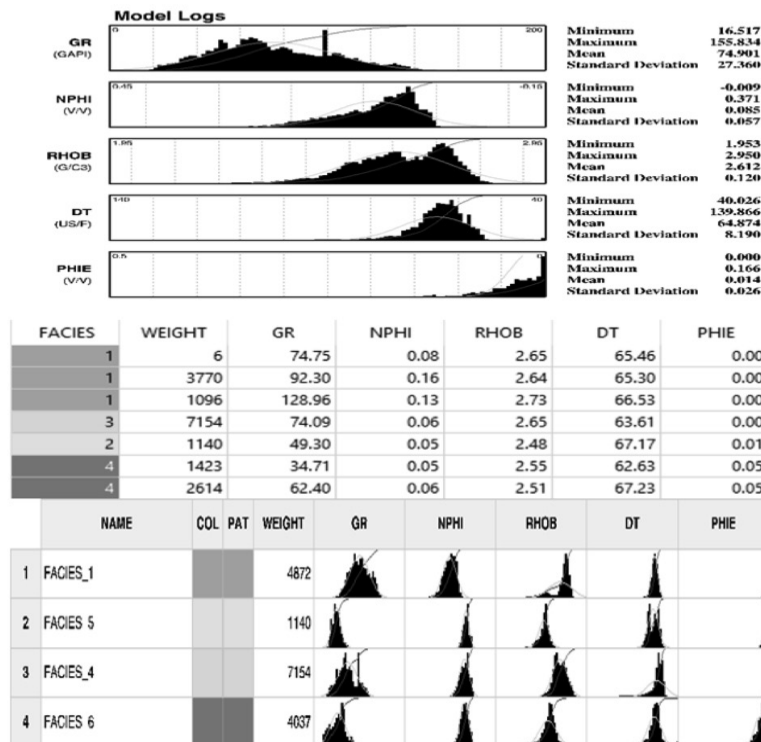 Model Logs
GR 0 200 Minimum 16.517
(GAPI) Maximum 155.834
Mean 74.901
Standard Deviation 27.360
NPHI 0.45 -0.15 Minimum -0.009
(V/V) Maximum 0.371
Mean 0.085
Standard Deviation 0.057
RHOB 1.95 2.95 Minimum 1.953
(G/C3) Maximum 2.950
Mean 2.612
Standard Deviation 0.120
DT 140 40 Minimum 40.026
(US/F) Maximum 139.866
Mean 64.874
Standard Deviation 8.190
PHIE 0.5 0 Minimum 0.000
(V/V) Maximum 0.166
Mean 0.014
Standard Deviation 0.026
FACIES WEIGHT GR NPHI RHOB DT PHIE
1 6 74.75 0.08 2.65 65.46 0.00
1 3770 92.30 0.16 2.64 65.30 0.00
1 1096 128.96 0.13 2.73 66.53 0.00
3 7154 74.09 0.06 2.65 63.61 0.00
2 1140 49.30 0.05 2.48 67.17 0.01
4 1423 34.71 0.05 2.55 62.63 0.05
4 2614 62.40 0.06 2.51 67.23 0.05
NAME COL PAT WEIGHT GR NPHI RHOB DT PHIE
1 FACIES_1 4872
2 FACIES 5 1140
3 FACIES_4 7154
4 FACIES 6 4037